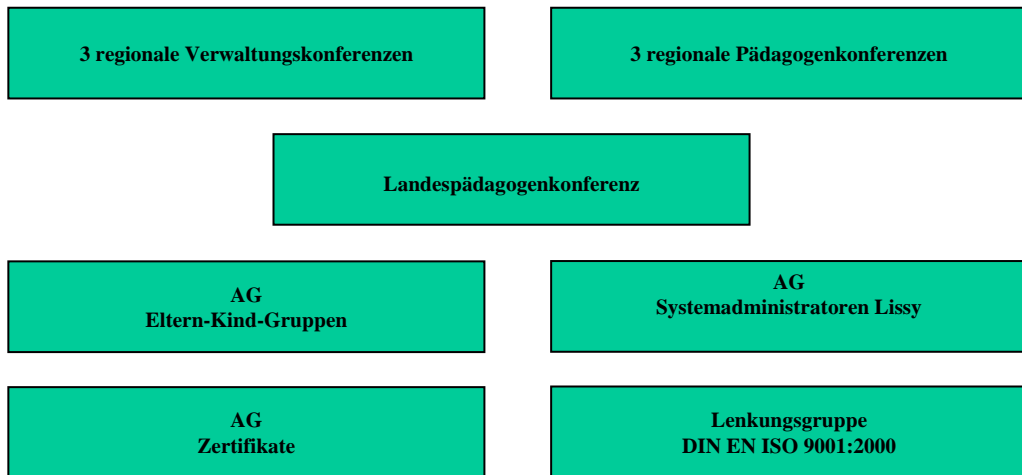 3 regionale Verwaltungskonferenzen
3 regionale Pädagogenkonferenzen
Landespädagogenkonferenz
AG
Eltern-Kind-Gruppen
AG
Systemadministratoren Lissy
AG
Zertifikate
Lenkungsgruppe
DIN EN ISO 9001:2000